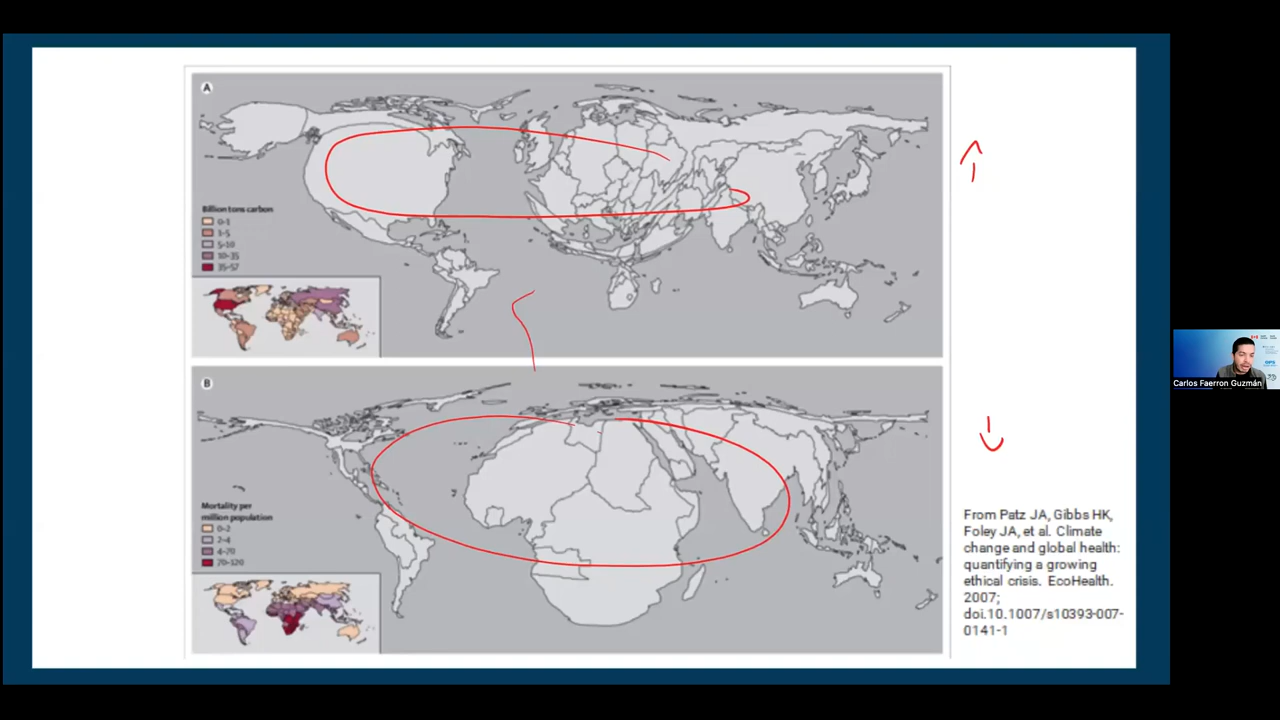 A
Billion tons carbon
0-1
1-5
5-10
10-35
35-57
B
Mortality per
million population
0-2
2-4
4-70
70-120
From Patz JA, Gibbs HK,
Foley JA, et al. Climate
change and global health:
quantifying a growing
ethical crisis. EcoHealth.
2007;
doi.10.1007/s10393-007-
0141-1
Carlos Faerron Guzmán